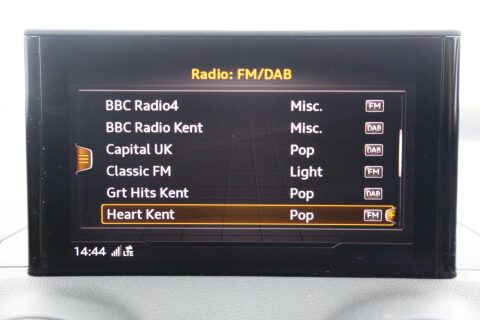 Radio: FM/DAB
BBC Radio4 Misc. FM
BBC Radio Kent Misc. DAB
Capital UK Pop DAB
Classic FM Light FM
Grt Hits Kent Pop DAB
Heart Kent Pop FM
14:44 LTE